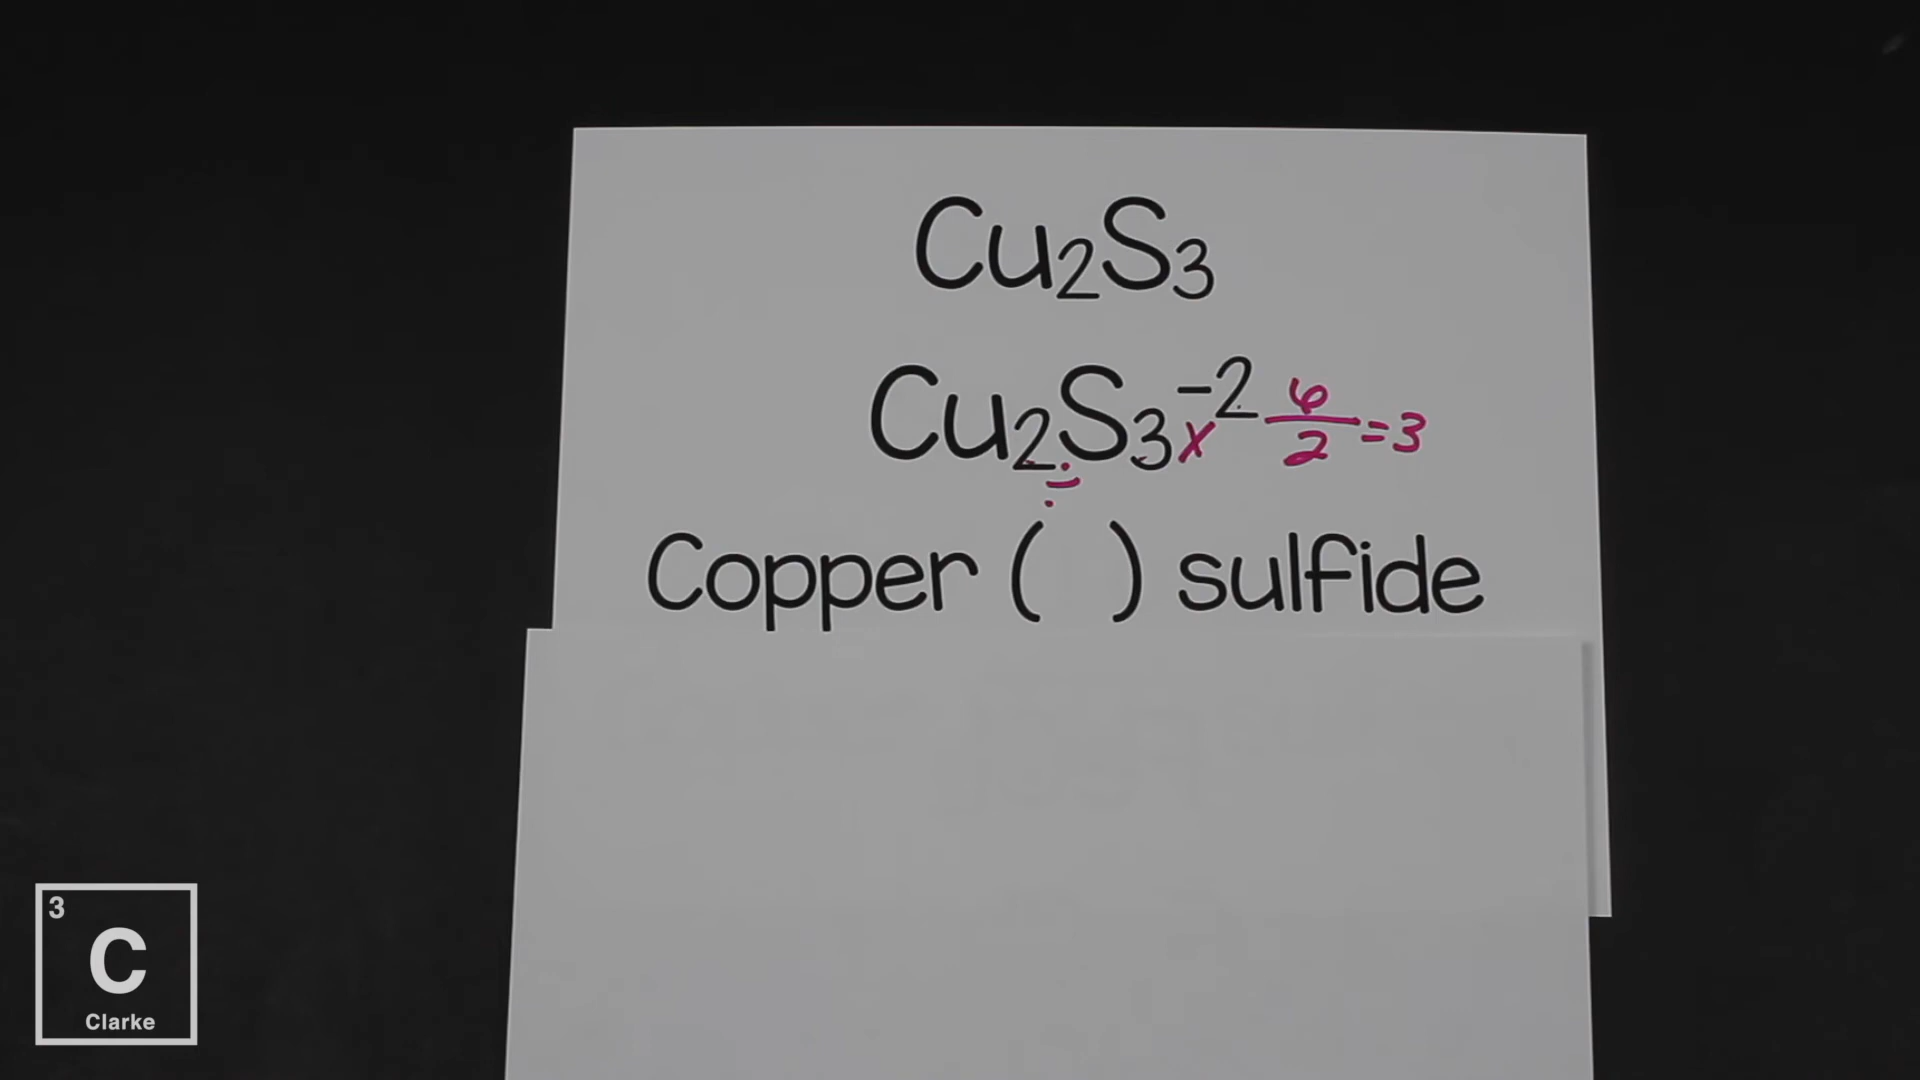 Cu₂S₃
Cu₂S₃⁻² x ÷ 6/2 = 3
Copper ( ) sulfide
3
C
Clarke